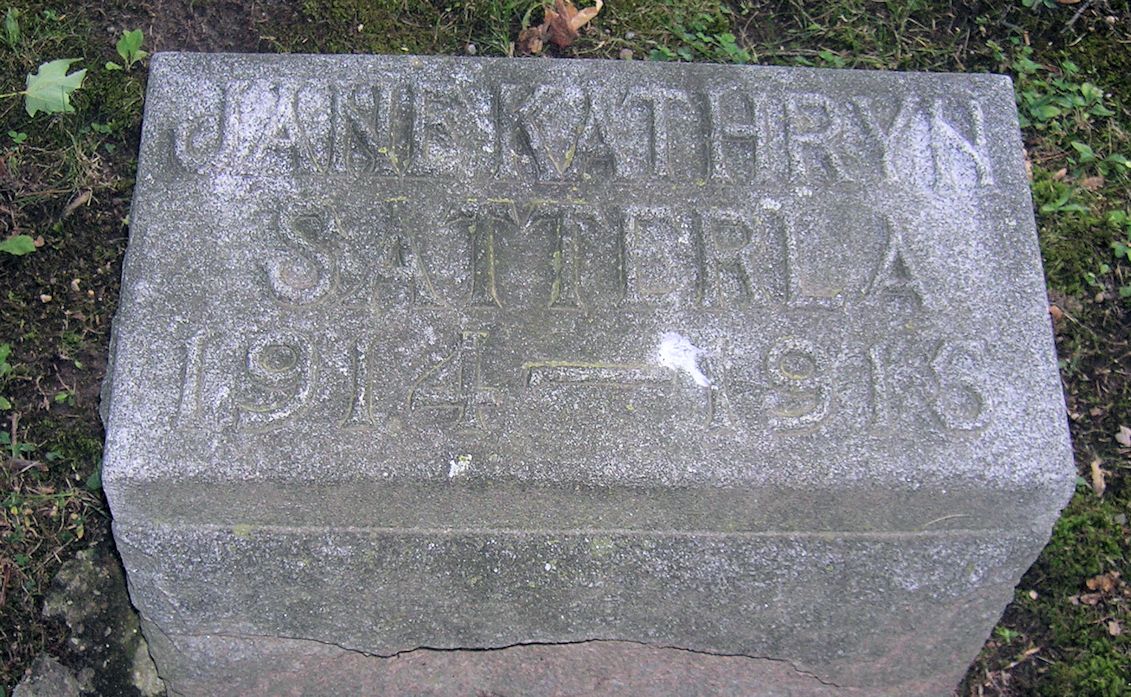 JANE KATHRYN
SATTERLA
1914 — 1916